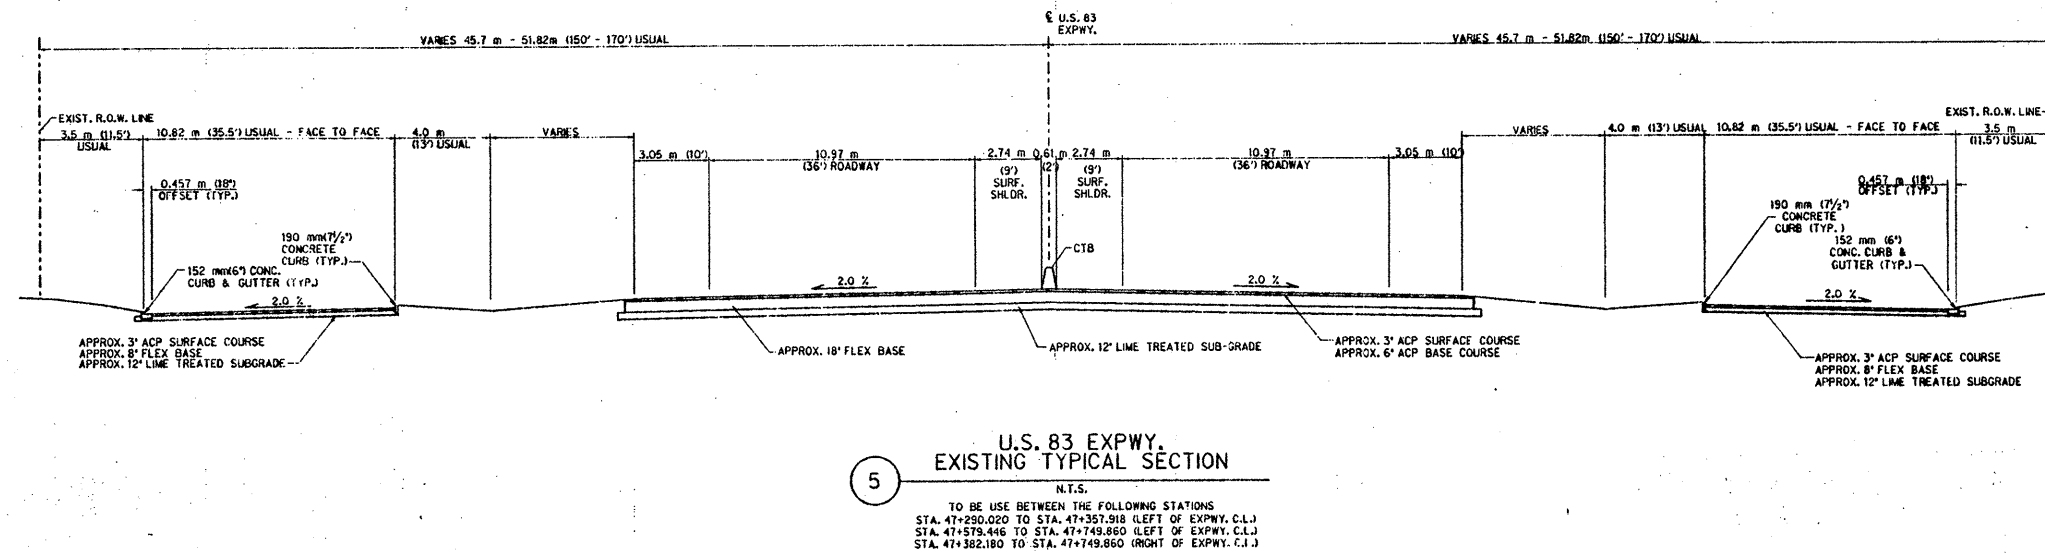 ℄ U.S. 83
EXPWY.
VARIES 45.7 m - 51.82m (150' - 170') USUAL
VARIES 45.7 m - 51.82m (150' - 170') USUAL
EXIST. R.O.W. LINE
EXIST. R.O.W. LINE
3.5 m (11.5')
USUAL
10.82 m (35.5') USUAL - FACE TO FACE
4.0 m
(13') USUAL
VARIES
3.05 m (10')
10.97 m
(36') ROADWAY
2.74 m
(9')
SURF.
SHLDR.
0.61 m
(2')
2.74 m
(9')
SURF.
SHLDR.
10.97 m
(36') ROADWAY
3.05 m (10')
VARIES
4.0 m (13') USUAL
10.82 m (35.5') USUAL - FACE TO FACE
3.5 m
(11.5') USUAL
0.457 m (18")
OFFSET (TYP.)
0.457 m (18")
OFFSET (TYP.)
190 mm(7½")
CONCRETE
CURB (TYP.)
152 mm(6") CONC.
CURB & GUTTER (TYP.)
2.0 %
2.0 %
CTB
2.0 %
190 mm (7½")
CONCRETE
CURB (TYP.)
152 mm (6")
CONC. CURB &
GUTTER (TYP.)
2.0 %
APPROX. 3" ACP SURFACE COURSE
APPROX. 8" FLEX BASE
APPROX. 12" LIME TREATED SUBGRADE
APPROX. 18" FLEX BASE
APPROX. 12" LIME TREATED SUB-GRADE
APPROX. 3" ACP SURFACE COURSE
APPROX. 6" ACP BASE COURSE
APPROX. 3" ACP SURFACE COURSE
APPROX. 8" FLEX BASE
APPROX. 12" LIME TREATED SUBGRADE
5
U.S. 83 EXPWY.
EXISTING TYPICAL SECTION
N.T.S.
TO BE USE BETWEEN THE FOLLOWING STATIONS
STA. 47+290.020 TO STA. 47+357.918 (LEFT OF EXPWY. C.L.)
STA. 47+579.446 TO STA. 47+749.860 (LEFT OF EXPWY. C.L.)
STA. 47+382.180 TO STA. 47+749.860 (RIGHT OF EXPWY. C.L.)